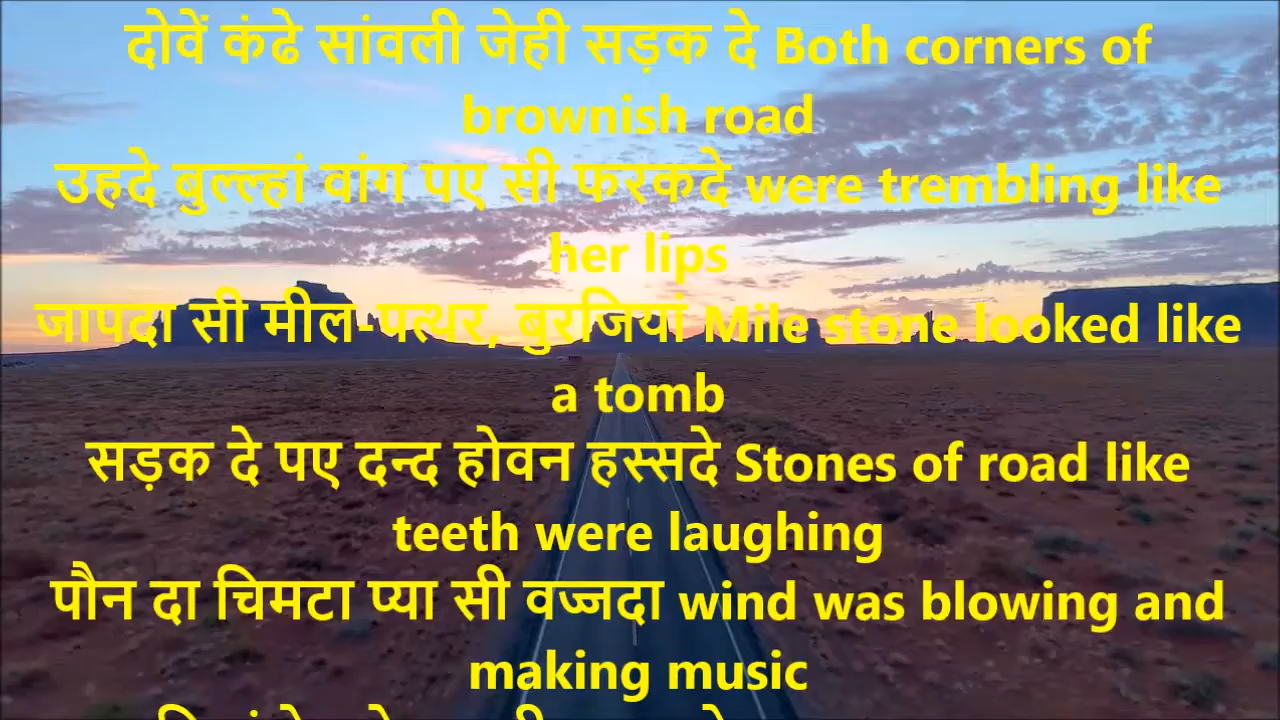 दोवें कंढे सांवली जेही सड़क दे Both corners of
brownish road
उहदे बुल्ल्हां वांग पए सी फरकदे were trembling like
her lips
जापदा सी मील-पत्थर, बुरजियां Mile stone looked like
a tomb
सड़क दे पए दन्द होवन हस्सदे Stones of road like
teeth were laughing
पौन दा चिमटा प्या सी वज्जदा wind was blowing and
making music